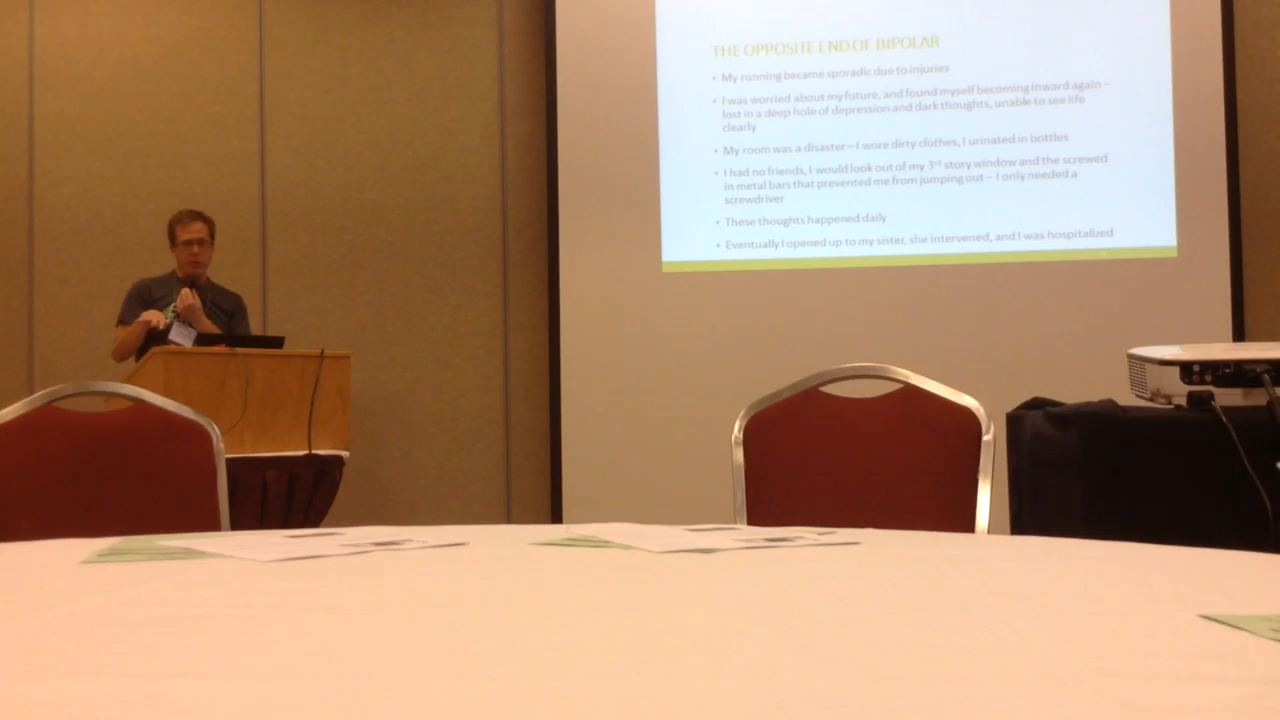 THE OPPOSITE END OF BIPOLAR
• My running became sporadic due to injuries
• I was worried about my future, and found myself becoming inward again –
lost in a deep hole of depression and dark thoughts, unable to see life
clearly
• My room was a disaster – I wore dirty clothes, I urinated in bottles
• I had no friends, I would look out of my 3rd story window and the screwed
in metal bars that prevented me from jumping out – I only needed a
screwdriver
• These thoughts happened daily
• Eventually I opened up to my sister, she intervened, and I was hospitalized